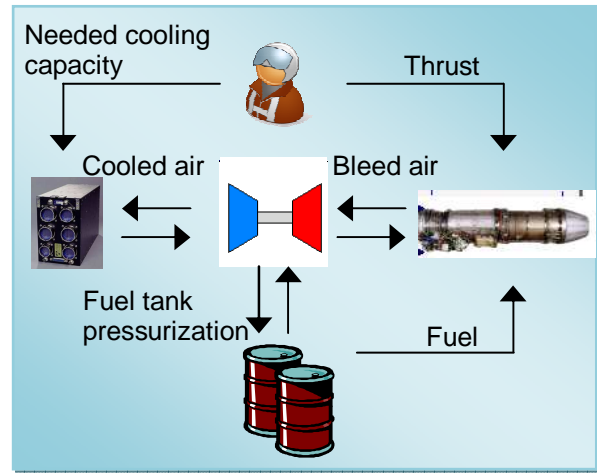 Needed cooling
capacity
Thrust
Cooled air
Bleed air
Fuel tank
pressurization
Fuel